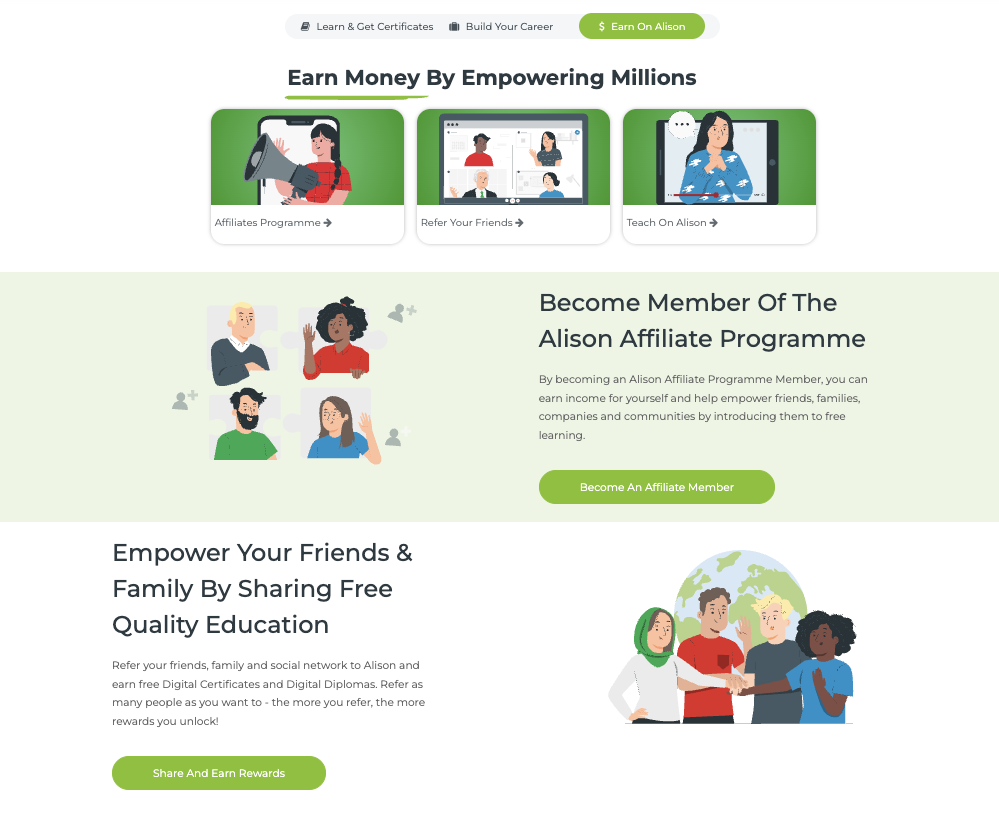 Learn & Get Certificates Build Your Career $ Earn On Alison
Earn Money By Empowering Millions
Affiliates Programme
Refer Your Friends
Teach On Alison
Become Member Of The
Alison Affiliate Programme
By becoming an Alison Affiliate Programme Member, you can
earn income for yourself and help empower friends, families,
companies and communities by introducing them to free
learning.
Become An Affiliate Member
Empower Your Friends &
Family By Sharing Free
Quality Education
Refer your friends, family and social network to Alison and
earn free Digital Certificates and Digital Diplomas. Refer as
many people as you want to - the more you refer, the more
rewards you unlock!
Share And Earn Rewards